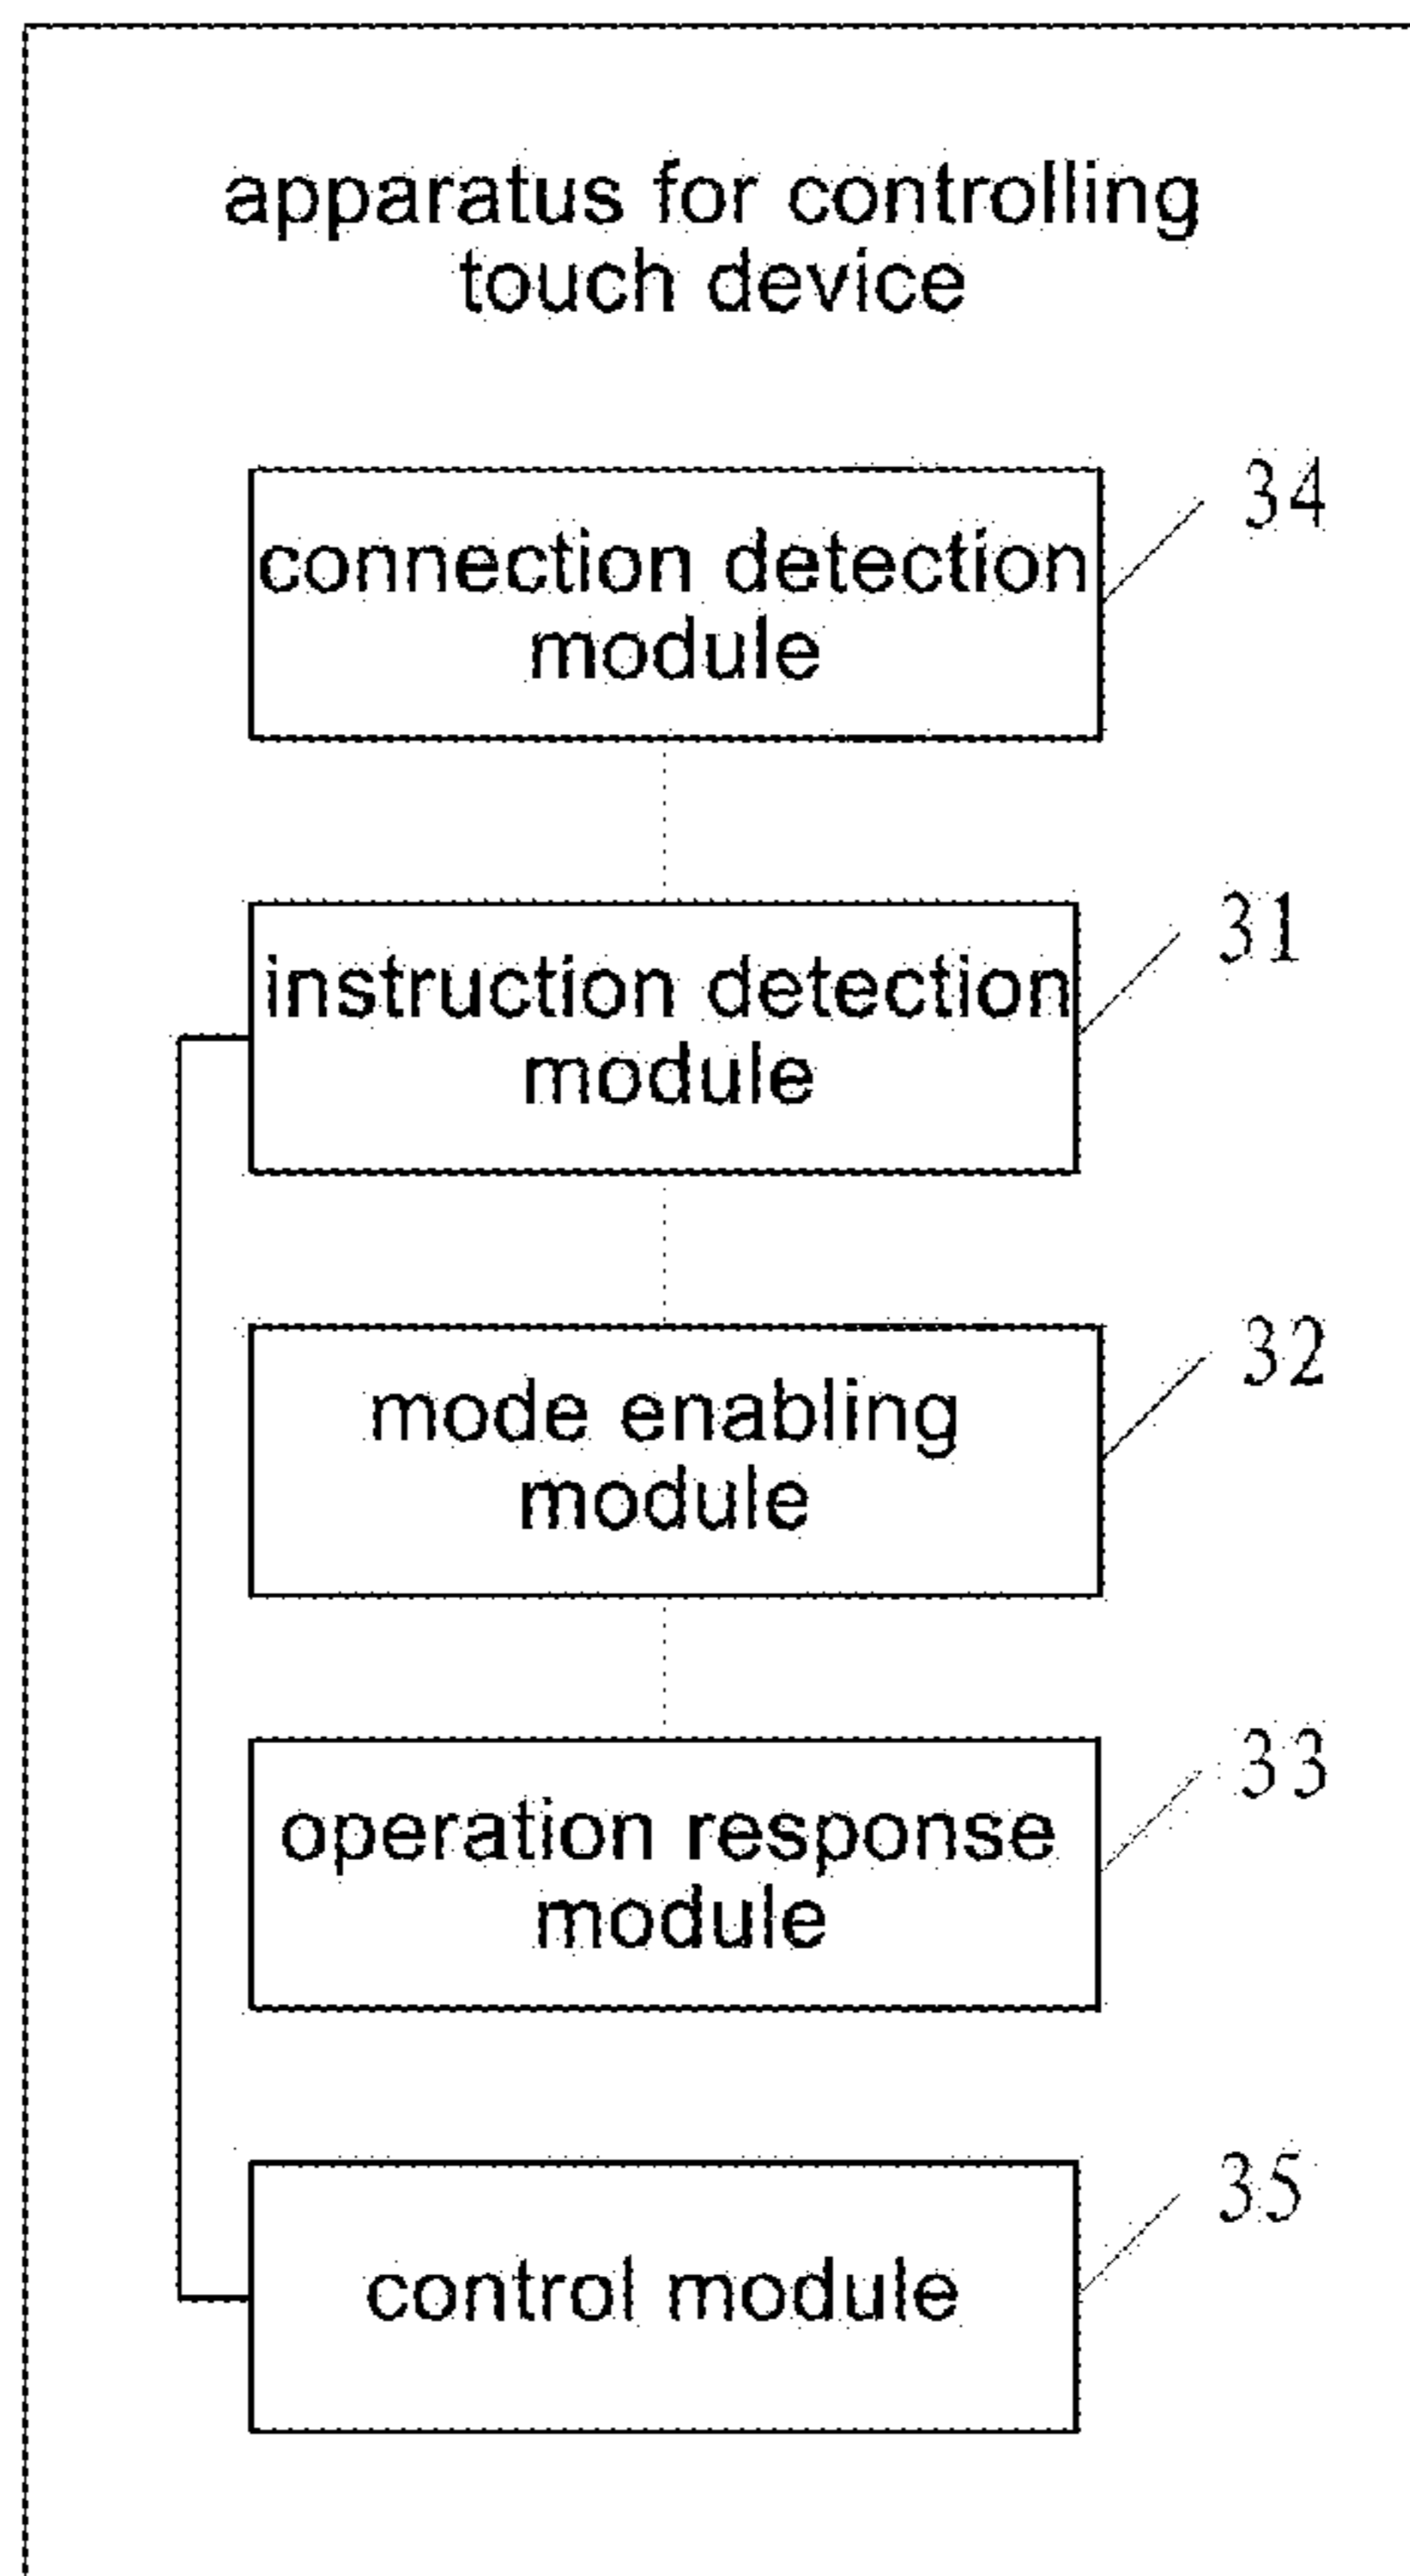 apparatus for controlling
touch device
34
connection detection
module
31
instruction detection
module
32
mode enabling
module
33
operation response
module
35
control module